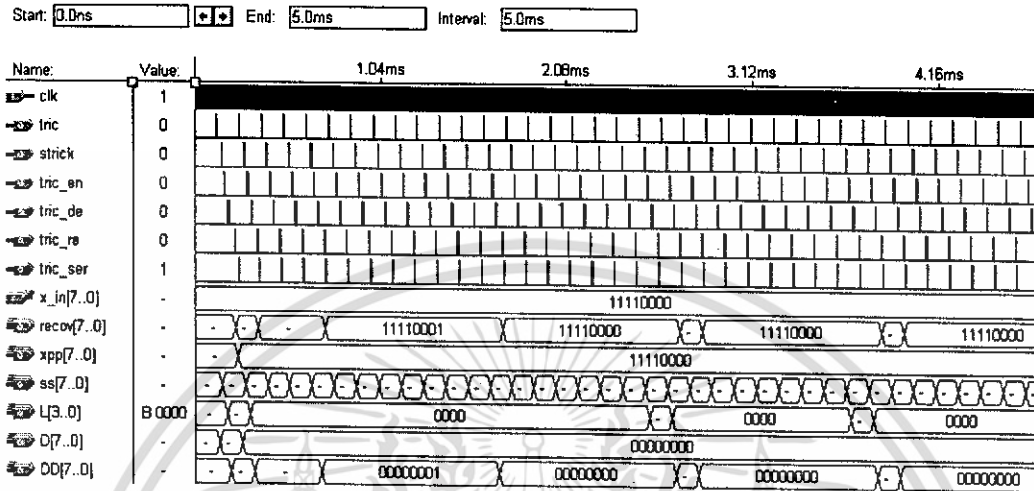 Start: 0.0ns End: 5.0ms Interval: 5.0ms
Name: Value: 1.04ms 2.08ms 3.12ms 4.16ms
clk 1
tric 0
strick 0
tric_en 0
tric_de 0
tric_re 0
tric_ser 1
x_in[7..0] - 11110000
recov[7..0] - - - - 11110001 11110000 - 11110000 - 11110000
xpp[7..0] - - 11110000
ss[7..0] - - - - - - - - - - - - - - - - - - - - - - - - - - - - - - - - - - - -
L[3..0] B 0000 - - 0000 - 0000 - 0000
D[7..0] - - - 00000000
DD[7..0] - - - - 00000001 00000000 - 00000000 - 00000000